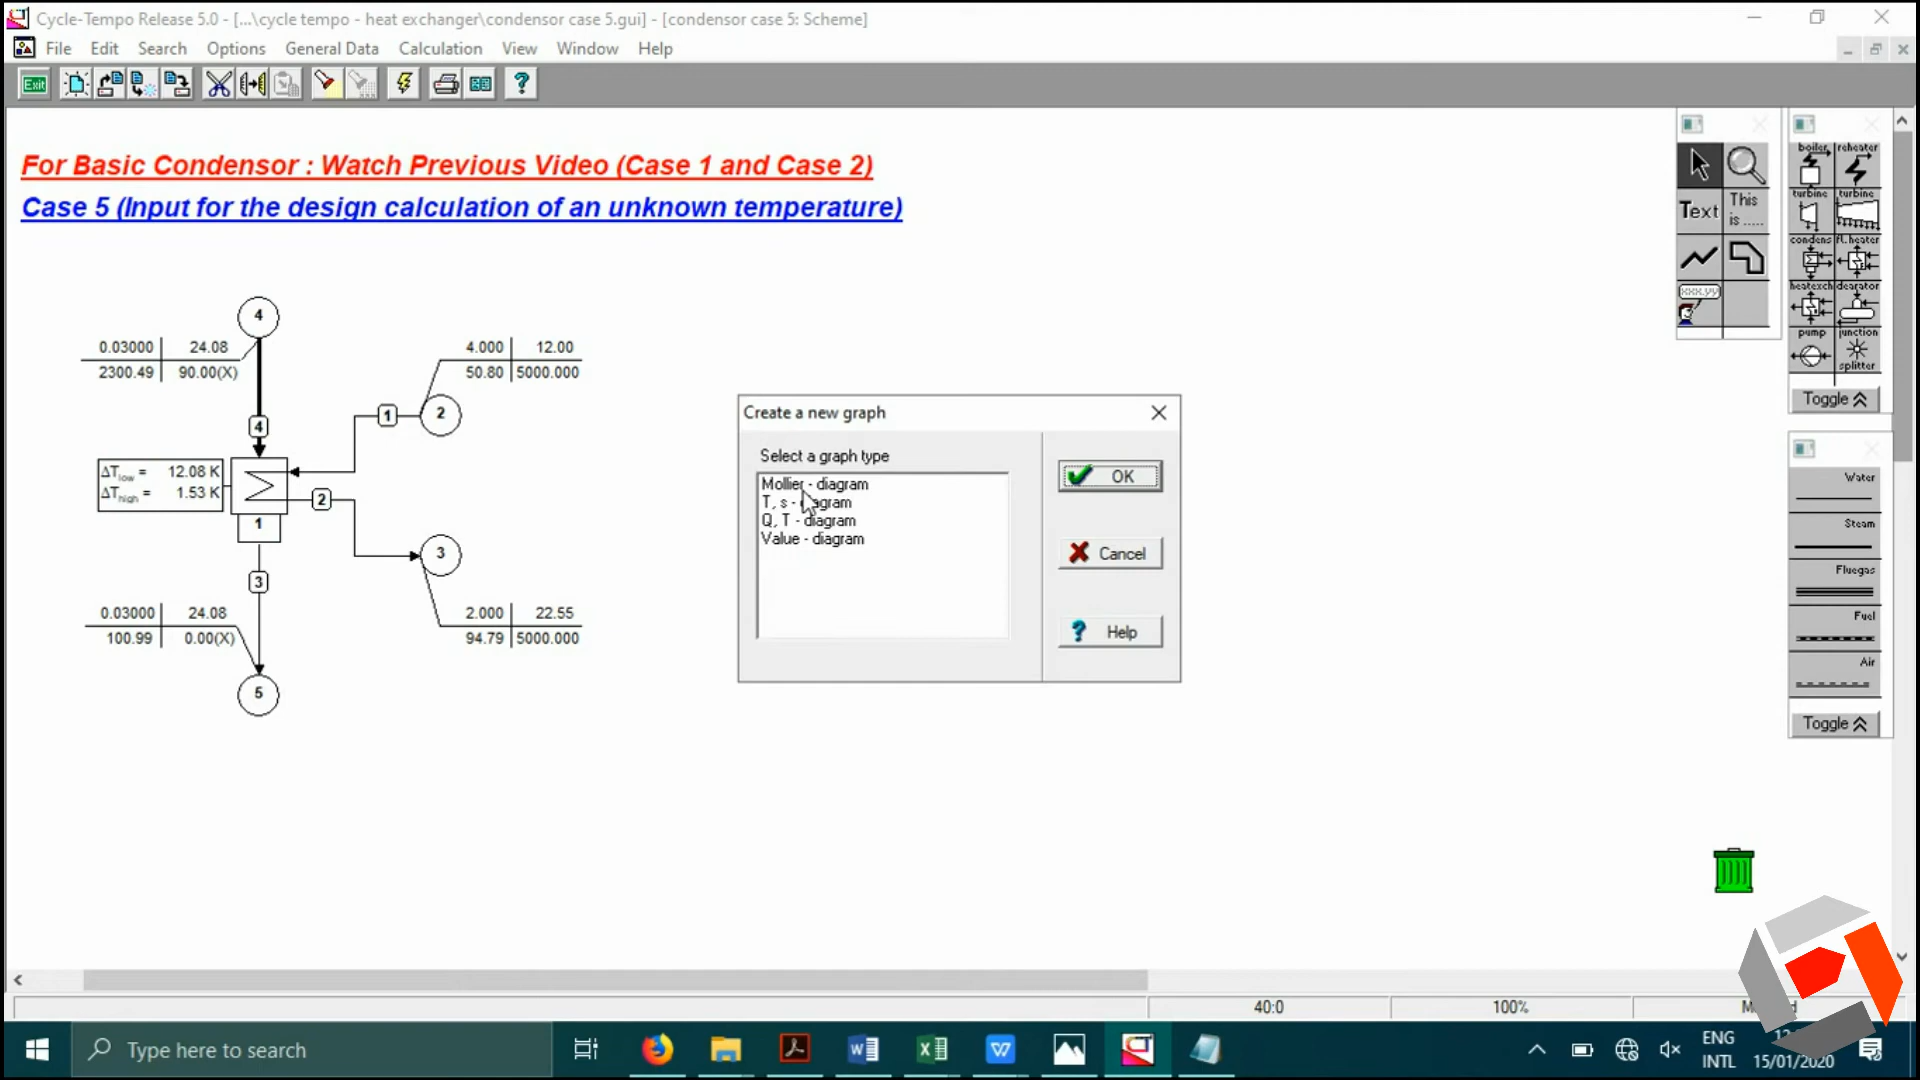 Cycle-Tempo Release 5.0 - [...\cycle tempo - heat exchanger\condensor case 5.gui] - [condensor case 5: Scheme]
File Edit Search Options General Data Calculation View Window Help
Exit
For Basic Condensor : Watch Previous Video (Case 1 and Case 2)
Case 5 (Input for the design calculation of an unknown temperature)
4
0.03000 24.08
2300.49 90.00(X)
4.000 12.00
50.80 5000.000
4
1
2
ΔTlow = 12.08 K
ΔThigh = 1.53 K
2
1
3
3
0.03000 24.08
100.99 0.00(X)
2.000 22.55
94.79 5000.000
5
Create a new graph
Select a graph type
Mollier - diagram
T, s - diagram
Q, T - diagram
Value - diagram
OK
Cancel
Help
Text
This is .....
xxx.yy
boiler reheater
turbine turbine
condens fl.heater
heatexch dearator
pump junction
splitter
Toggle
Water
Steam
Fluegas
Fuel
Air
Toggle
40:0 100%
Type here to search
ENG
INTL
15/01/2020